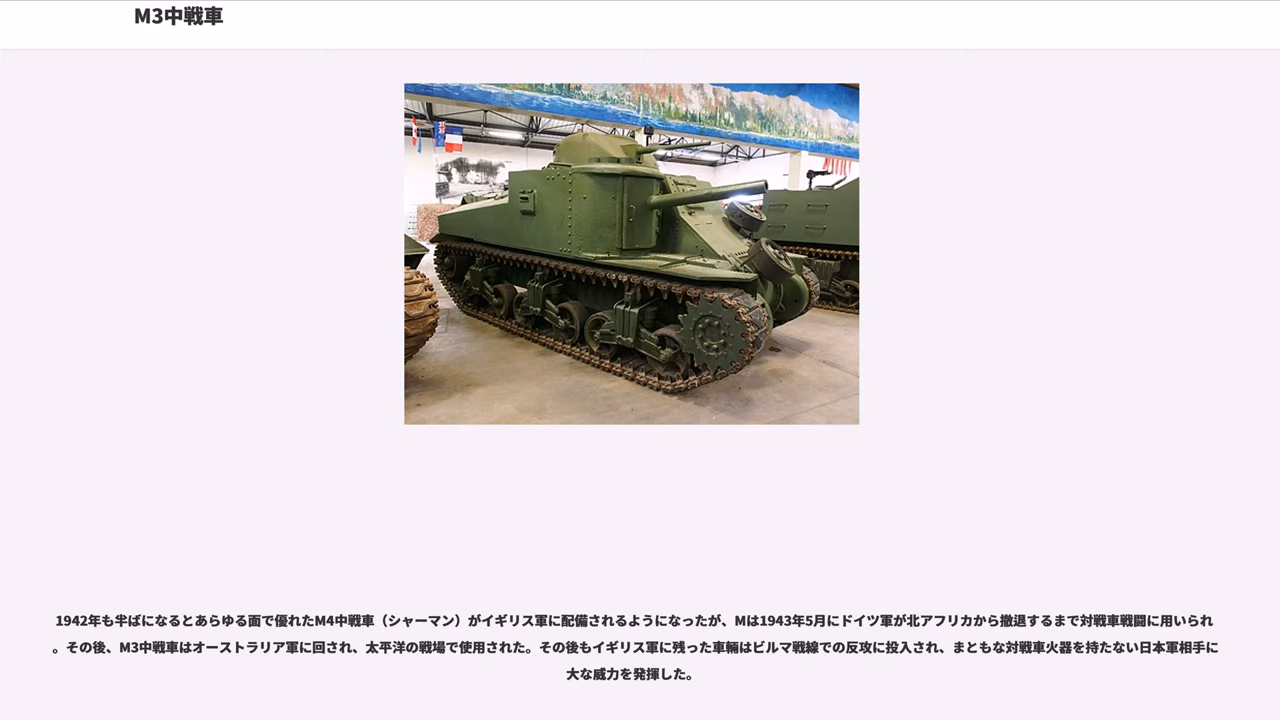 M3中戦車
1942年も半ばになるとあらゆる面で優れたM4中戦車（シャーマン）がイギリス軍に配備されるようになったが、Mは1943年5月にドイツ軍が北アフリカから撤退するまで対戦車戦闘に用いられ
。その後、M3中戦車はオーストラリア軍に回され、太平洋の戦場で使用された。その後もイギリス軍に残った車輛はビルマ戦線での反攻に投入され、まともな対戦車火器を持たない日本軍相手に
大な威力を発揮した。